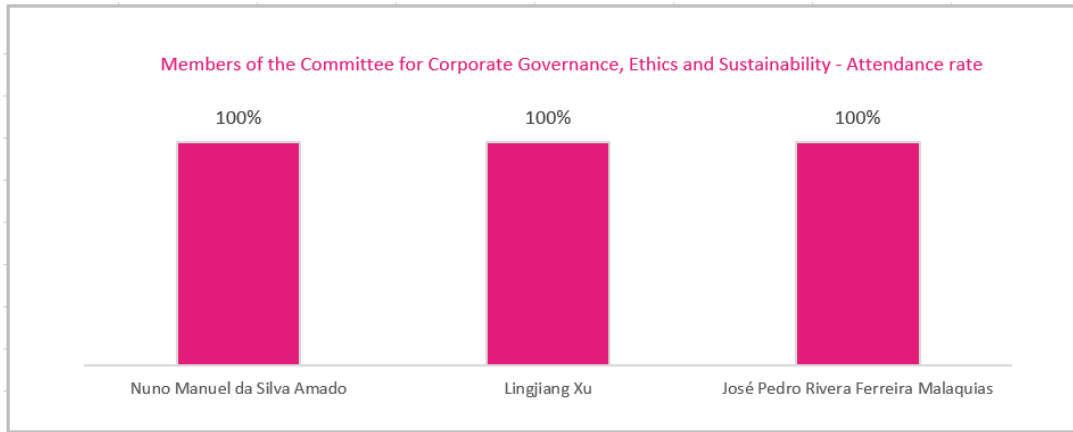 Members of the Committee for Corporate Governance, Ethics and Sustainability - Attendance rate
100% 100% 100%
Nuno Manuel da Silva Amado Lingjiang Xu José Pedro Rivera Ferreira Malaquias